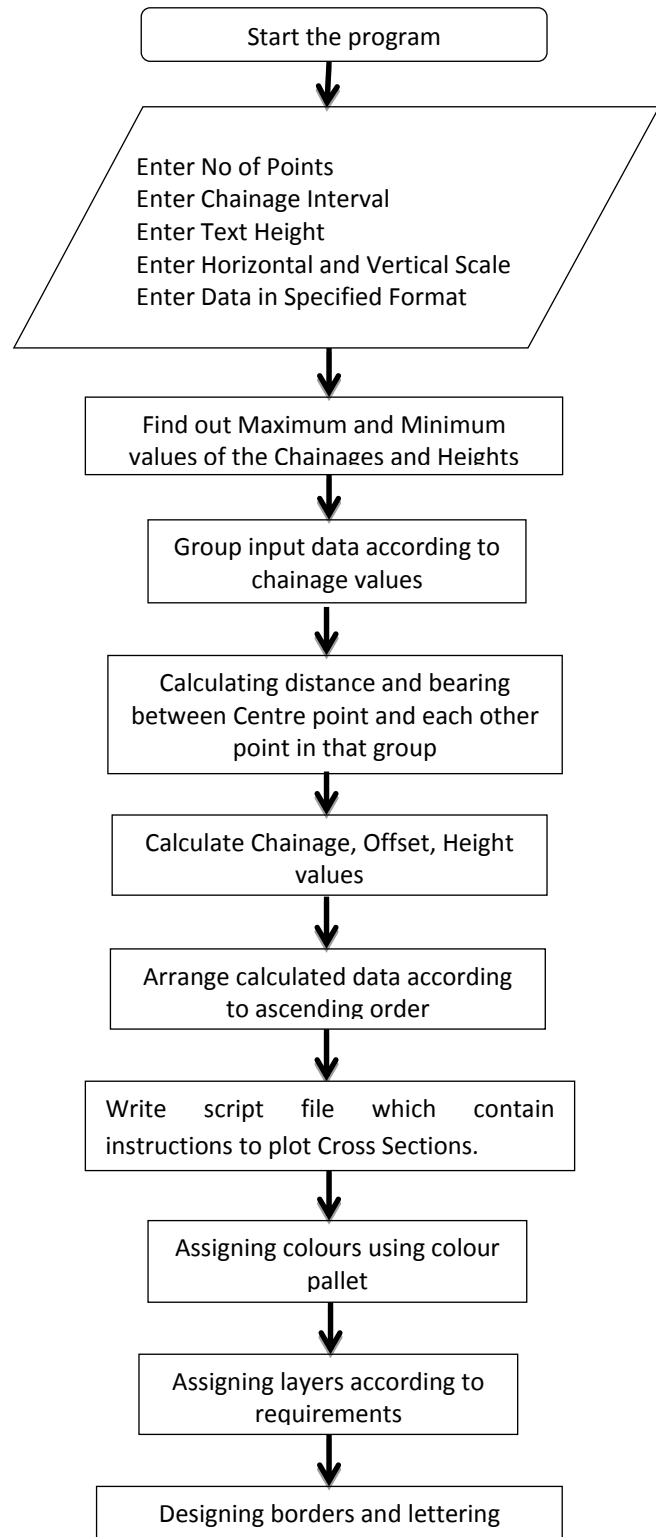 Start the program
Enter No of Points
Enter Chainage Interval
Enter Text Height
Enter Horizontal and Vertical Scale
Enter Data in Specified Format
Find out Maximum and Minimum
values of the Chainages and Heights
Group input data according to
chainage values
Calculating distance and bearing
between Centre point and each other
point in that group
Calculate Chainage, Offset, Height
values
Arrange calculated data according
to ascending order
Write script file which contain
instructions to plot Cross Sections.
Assigning colours using colour
pallet
Assigning layers according to
requirements
Designing borders and lettering